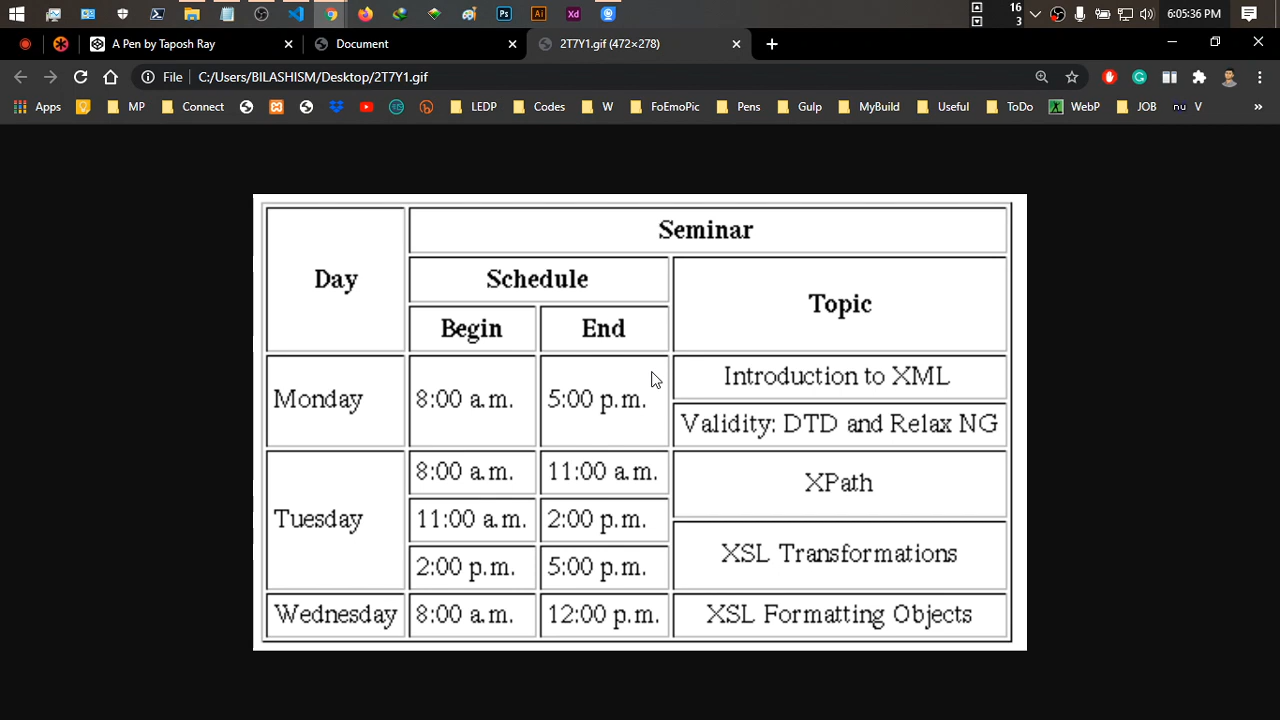 16
3
6:05:36 PM
A Pen by Taposh Ray
Document
2T7Y1.gif (472×278)
File C:/Users/BILASHISM/Desktop/2T7Y1.gif
Apps MP Connect LEDP Codes W FoEmoPic Pens Gulp MyBuild Useful ToDo WebP JOB nu V »
Seminar
Day Schedule Topic
Begin End
Monday 8:00 a.m. 5:00 p.m. Introduction to XML
Validity: DTD and Relax NG
Tuesday 8:00 a.m. 11:00 a.m. XPath
11:00 a.m. 2:00 p.m.
XSL Transformations
2:00 p.m. 5:00 p.m.
Wednesday 8:00 a.m. 12:00 p.m. XSL Formatting Objects